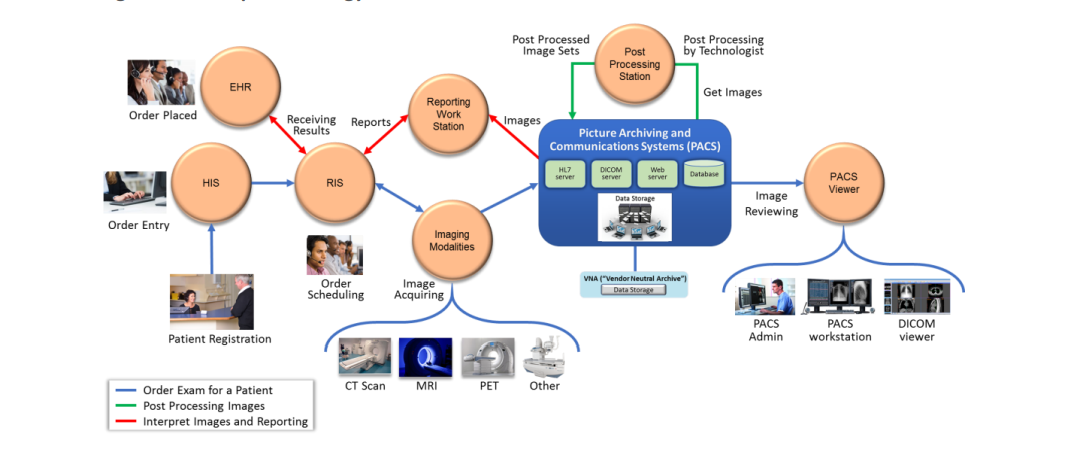 Post Processed
Image Sets
Post
Processing
Station
Post Processing
by Technologist
Get Images
EHR
Order Placed
Receiving
Results
Reports
Reporting
Work
Station
Images
Picture Archiving and
Communications Systems (PACS)
HL7
server
DICOM
server
Web
server
Database
Data Storage
HIS
Order Entry
RIS
Order
Scheduling
Imaging
Modalities
Image
Acquiring
Image
Reviewing
PACS
Viewer
VNA ("Vendor Neutral Archive")
Data Storage
Patient Registration
CT Scan
MRI
PET
Other
PACS
Admin
PACS
workstation
DICOM
viewer
Order Exam for a Patient
Post Processing Images
Interpret Images and Reporting